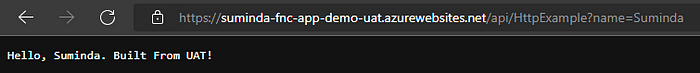 https://suminda-fnc-app-demo-uat.azurewebsites.net/api/HttpExample?name=Suminda
Hello, Suminda. Built From UAT!